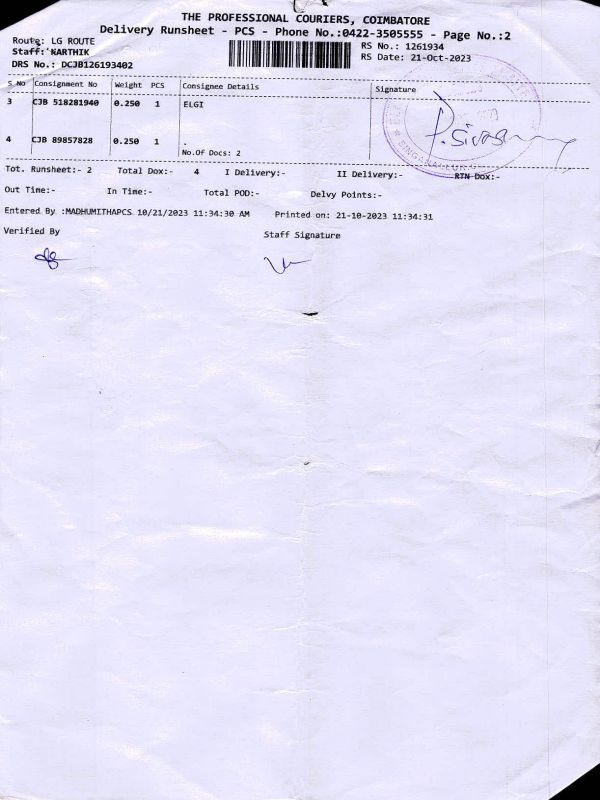 THE PROFESSIONAL COURIERS, COIMBATORE
Delivery Runsheet - PCS - Phone No.:0422-3505555 - Page No.:2
Route: LG ROUTE
RS No.: 1261934
Staff: KARTHIK
RS Date: 21-Oct-2023
DRS No.: DCJB126193402
S No Consignment No Weight PCS Consignee Details Signature
3 CJB 518281940 0.250 1 ELGI
P. Siva
4 CJB 89857828 0.250 1 .
No.Of Docs: 2
Tot. Runsheet:- 2 Total Dox:- 4 I Delivery:- II Delivery:- RTN Dox:-
Out Time:- In Time:- Total POD:- Delvy Points:-
Entered By :MADHUMITHAPCS 10/21/2023 11:34:30 AM Printed on: 21-10-2023 11:34:31
Verified By Staff Signature